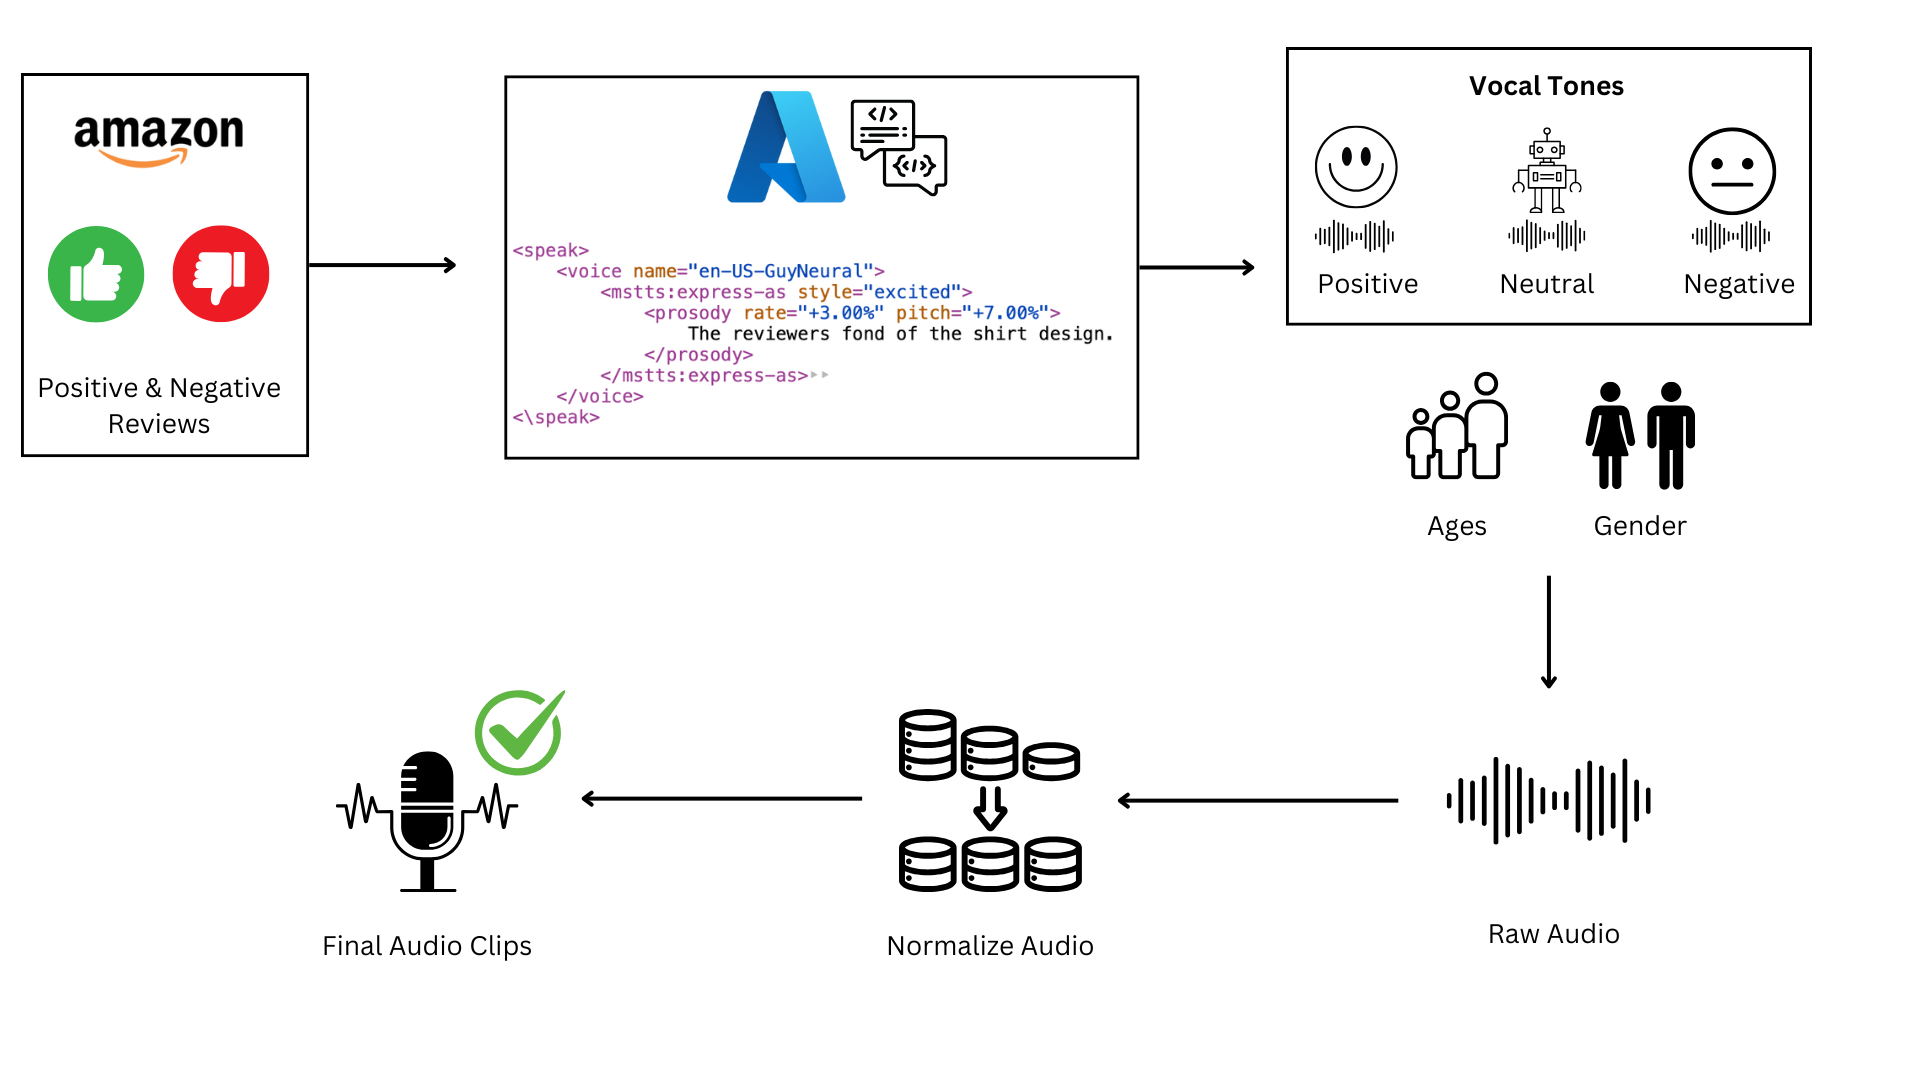 amazon
Positive & Negative
Reviews
</>
{</>}
<speak>
<voice name="en-US-GuyNeural">
<mstts:express-as style="excited">
<prosody rate="+3.00%" pitch="+7.00%">
The reviewers fond of the shirt design.
</prosody>
</mstts:express-as>
</voice>
<\speak>
Vocal Tones
Positive
Neutral
Negative
Ages
Gender
Final Audio Clips
Normalize Audio
Raw Audio